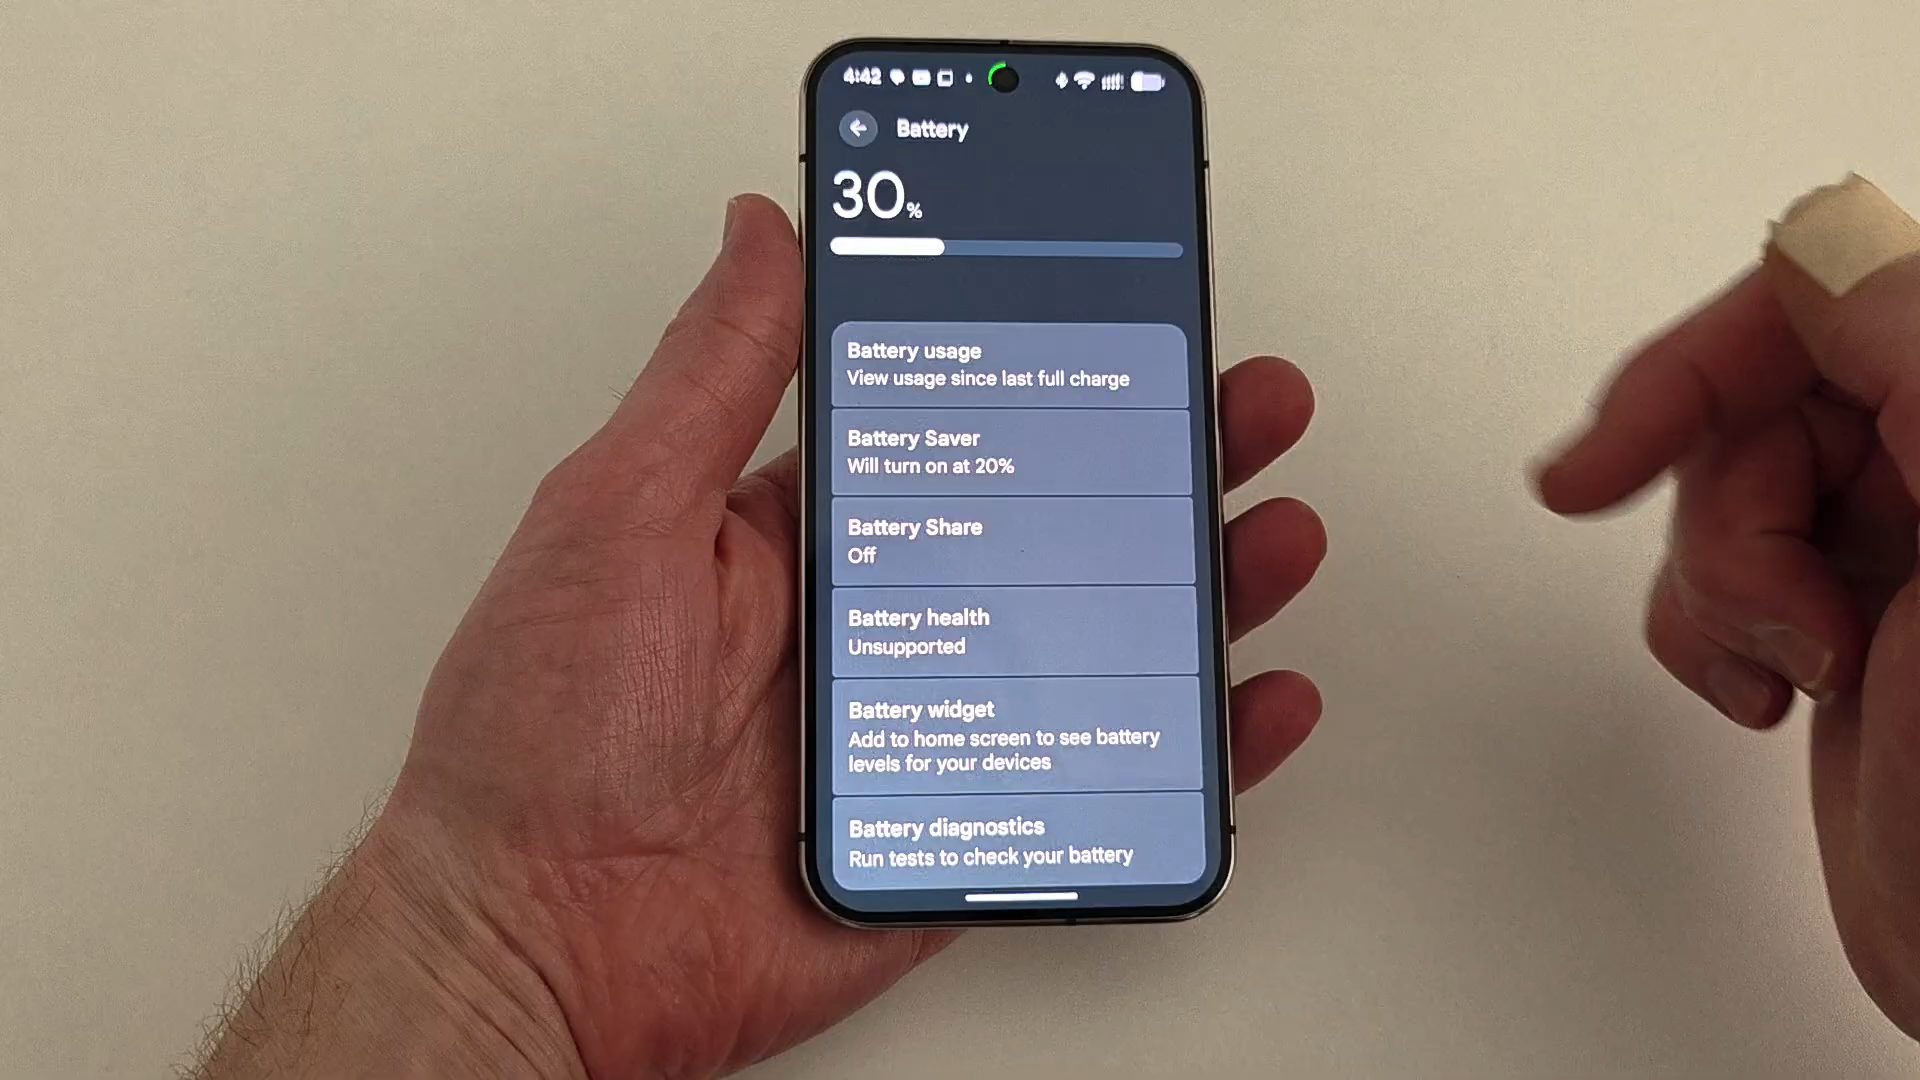 4:42
Battery
30%
Battery usage
View usage since last full charge
Battery Saver
Will turn on at 20%
Battery Share
Off
Battery health
Unsupported
Battery widget
Add to home screen to see battery
levels for your devices
Battery diagnostics
Run tests to check your battery